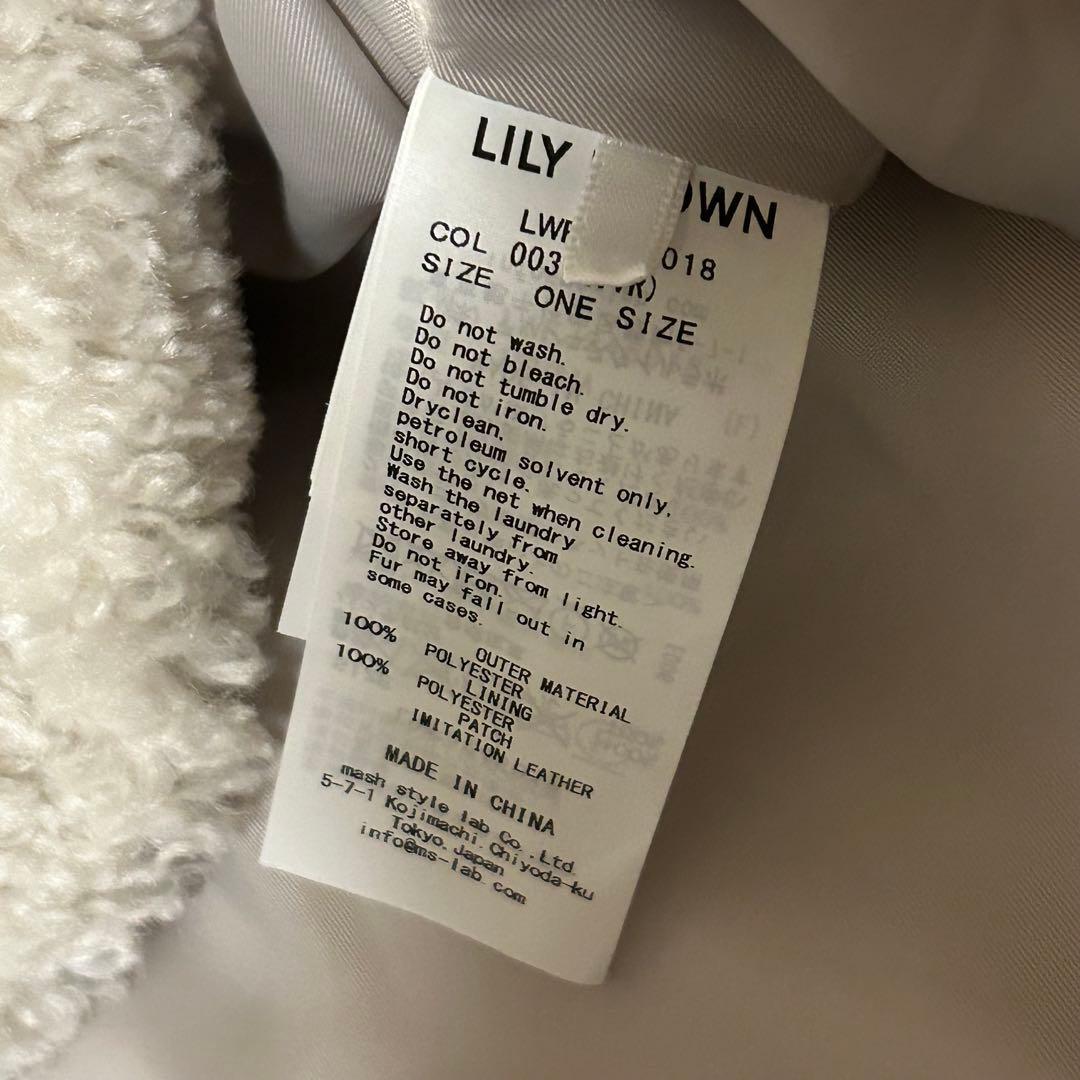 LILY
COL 003
018
SIZE ONE SIZE
Do not wash.
Do not bleach.
Do not tumble dry.
Do not iron.
Dryclean,
petroleum solvent only,
short cycle.
Use the net when cleaning.
Wash the laundry
separately from
other laundry.
Store away from light.
Do not iron.
Fur may fall out in
some cases.
OUTER MATERIAL
100% POLYESTER
LINING
100% POLYESTER
PATCH
IMITATION LEATHER
MADE IN CHINA
mash style lab Co.,Ltd.
5-7-1 Kojimachi,Chiyoda-ku
Tokyo,Japan
info@ms-lab.com